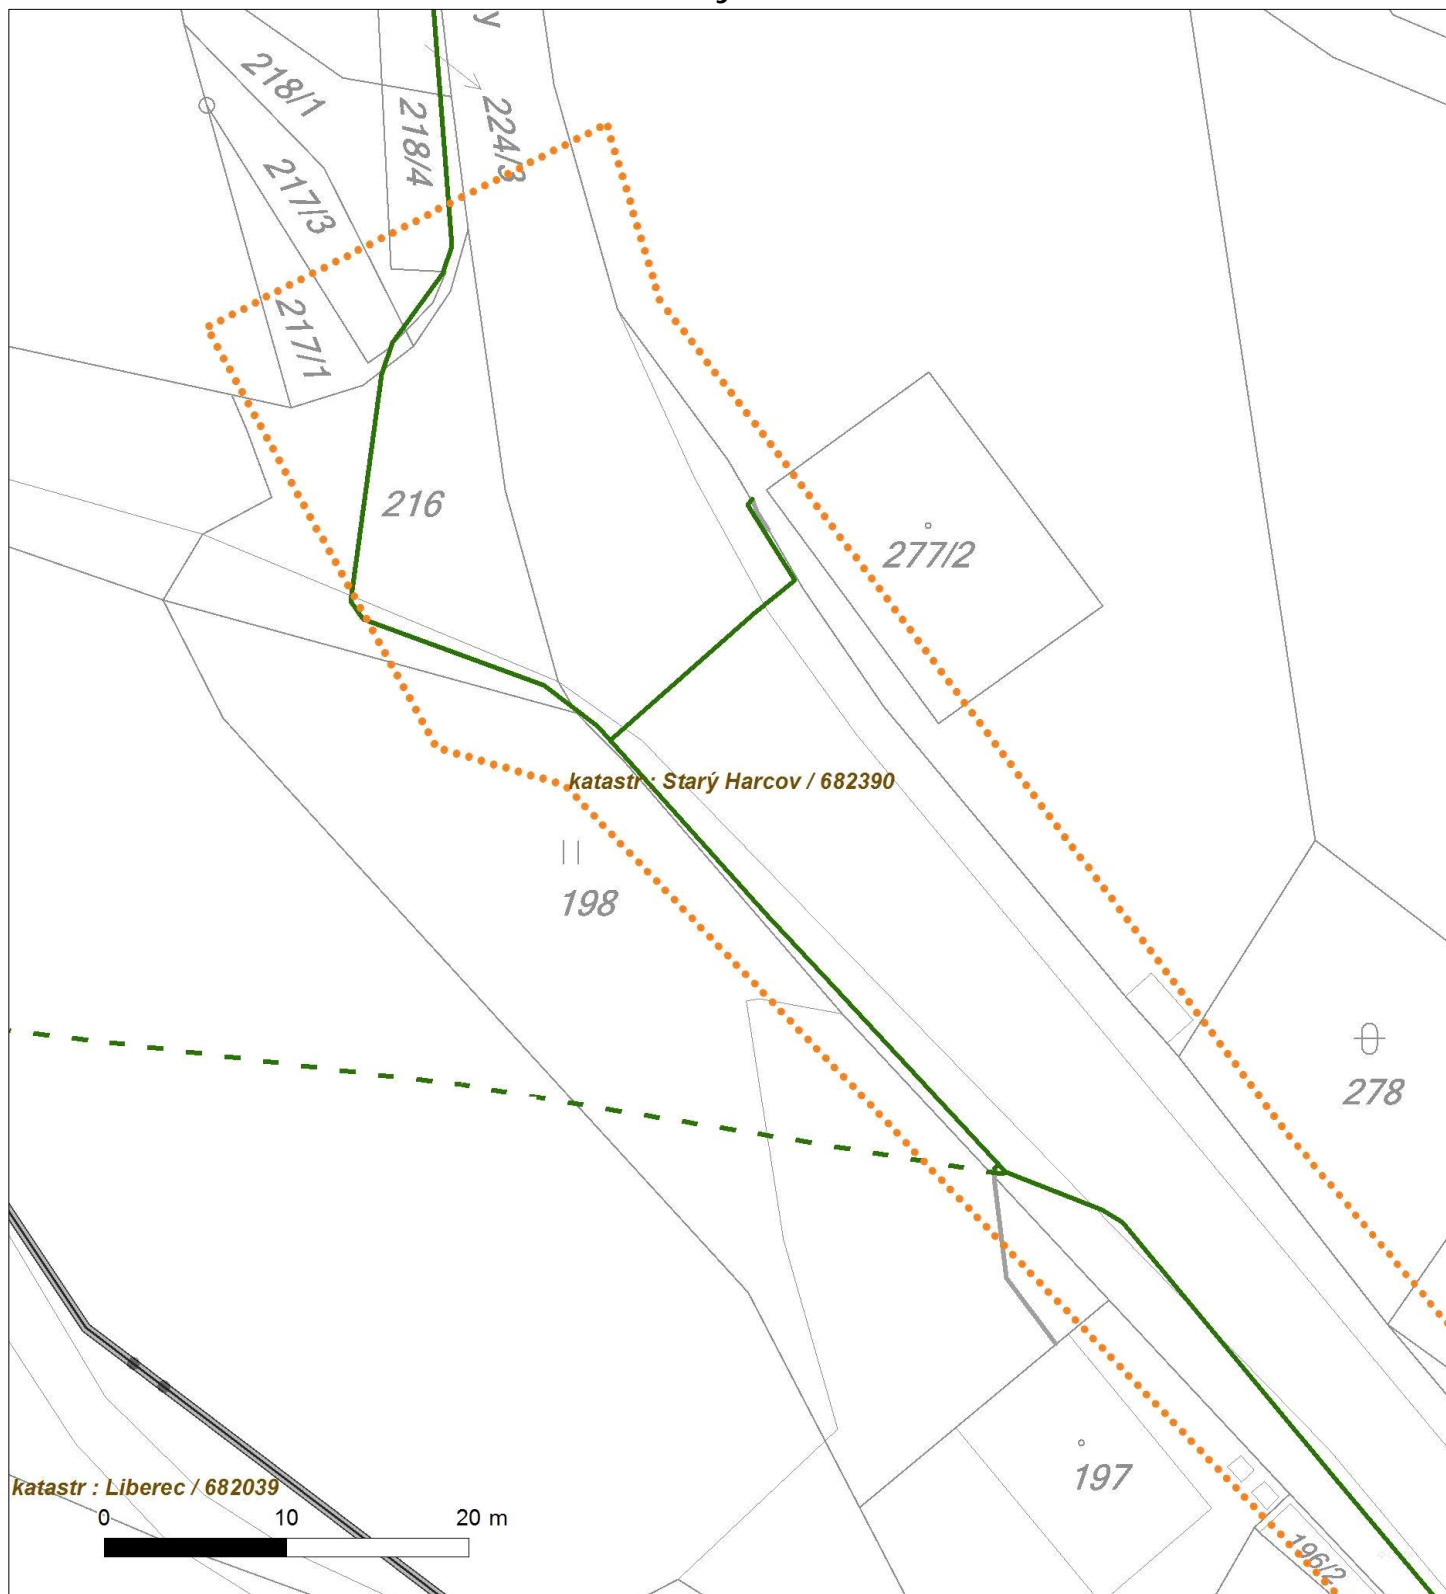 y
218/1
218/4
224/3
217/3
217/1
216
277/2
katastr : Starý Harcov / 682390
198
278
197
katastr : Liberec / 682039
0 10 20 m
196/2